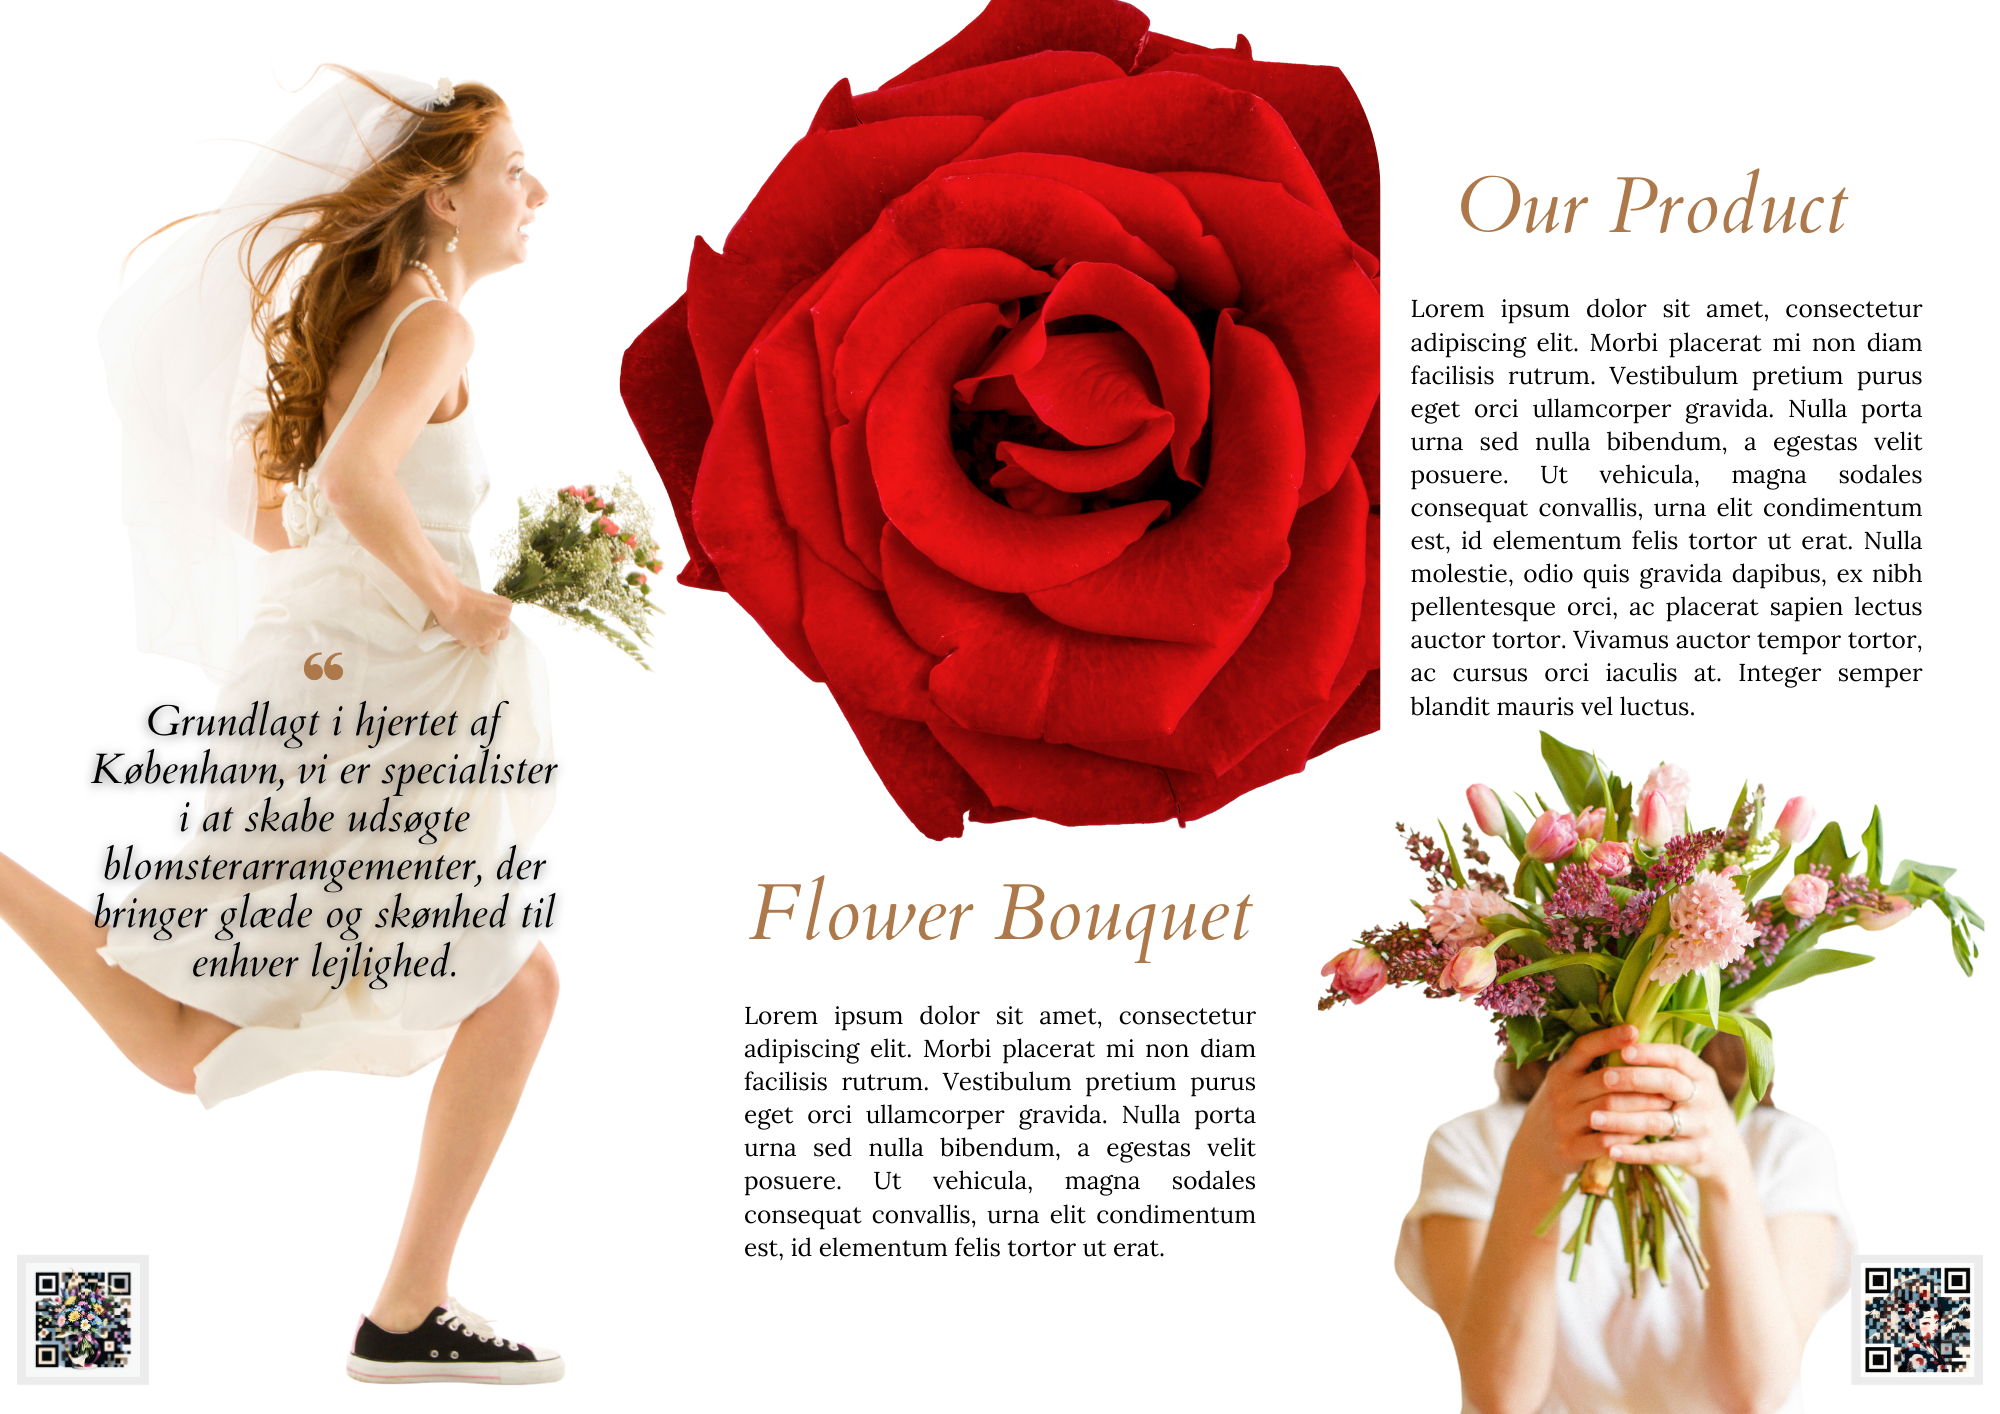 “
Grundlagt i hjertet af
København, vi er specialister
i at skabe udsøgte
blomsterarrangementer, der
bringer glæde og skønhed til
enhver lejlighed.
Flower Bouquet
Lorem ipsum dolor sit amet, consectetur
adipiscing elit. Morbi placerat mi non diam
facilisis rutrum. Vestibulum pretium purus
eget orci ullamcorper gravida. Nulla porta
urna sed nulla bibendum, a egestas velit
posuere. Ut vehicula, magna sodales
consequat convallis, urna elit condimentum
est, id elementum felis tortor ut erat.
Our Product
Lorem ipsum dolor sit amet, consectetur
adipiscing elit. Morbi placerat mi non diam
facilisis rutrum. Vestibulum pretium purus
eget orci ullamcorper gravida. Nulla porta
urna sed nulla bibendum, a egestas velit
posuere. Ut vehicula, magna sodales
consequat convallis, urna elit condimentum
est, id elementum felis tortor ut erat. Nulla
molestie, odio quis gravida dapibus, ex nibh
pellentesque orci, ac placerat sapien lectus
auctor tortor. Vivamus auctor tempor tortor,
ac cursus orci iaculis at. Integer semper
blandit mauris vel luctus.